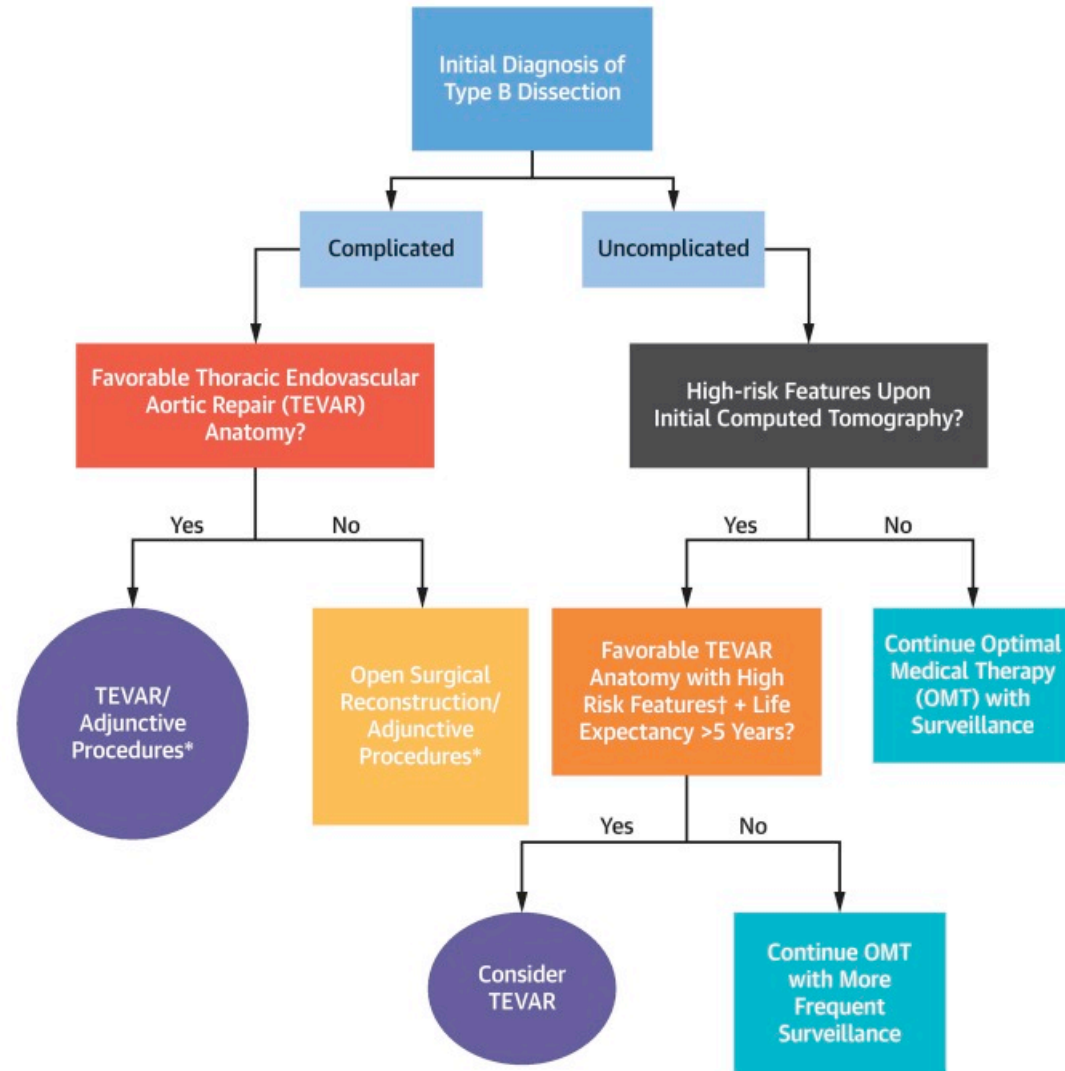 Initial Diagnosis of
Type B Dissection
Complicated
Uncomplicated
Favorable Thoracic Endovascular
Aortic Repair (TEVAR)
Anatomy?
High-risk Features Upon
Initial Computed Tomography?
Yes
No
Yes
No
TEVAR/
Adjunctive
Procedures*
Open Surgical
Reconstruction/
Adjunctive
Procedures*
Favorable TEVAR
Anatomy with High
Risk Features† + Life
Expectancy >5 Years?
Continue Optimal
Medical Therapy
(OMT) with
Surveillance
Yes
No
Consider
TEVAR
Continue OMT
with More
Frequent
Surveillance